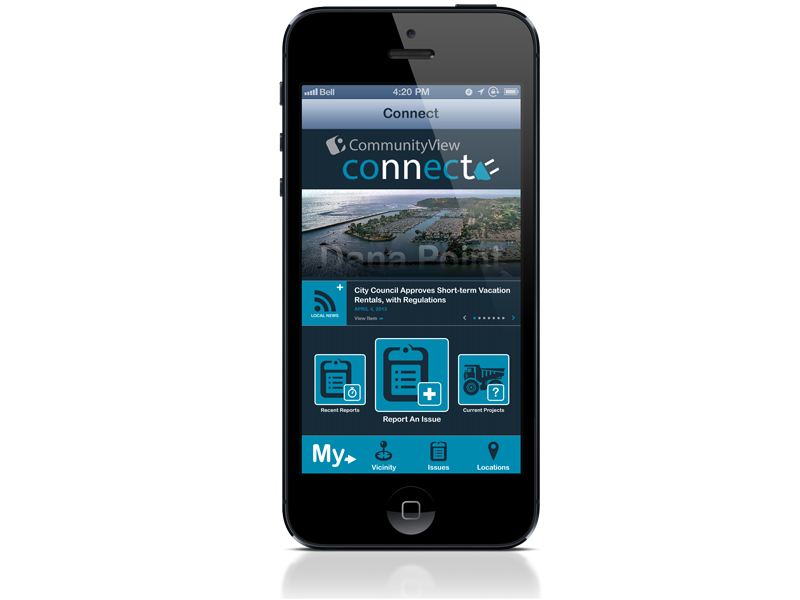 Bell 4:20 PM
Connect
CommunityView
connect
Dana Point
City Council Approves Short-term Vacation
Rentals, with Regulations
APRIL 4, 2013
View Item
LOCAL NEWS
Recent Reports
Report An Issue
Current Projects
My
Vicinity
Issues
Locations